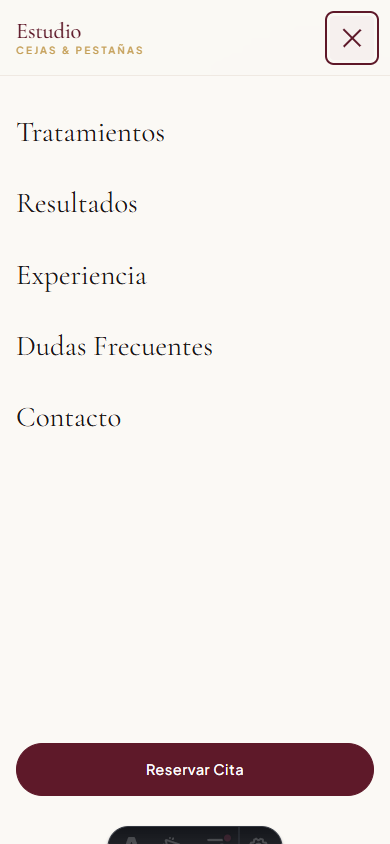 Estudio
CEJAS & PESTAÑAS
Tratamientos
Resultados
Experiencia
Dudas Frecuentes
Contacto
Reservar Cita